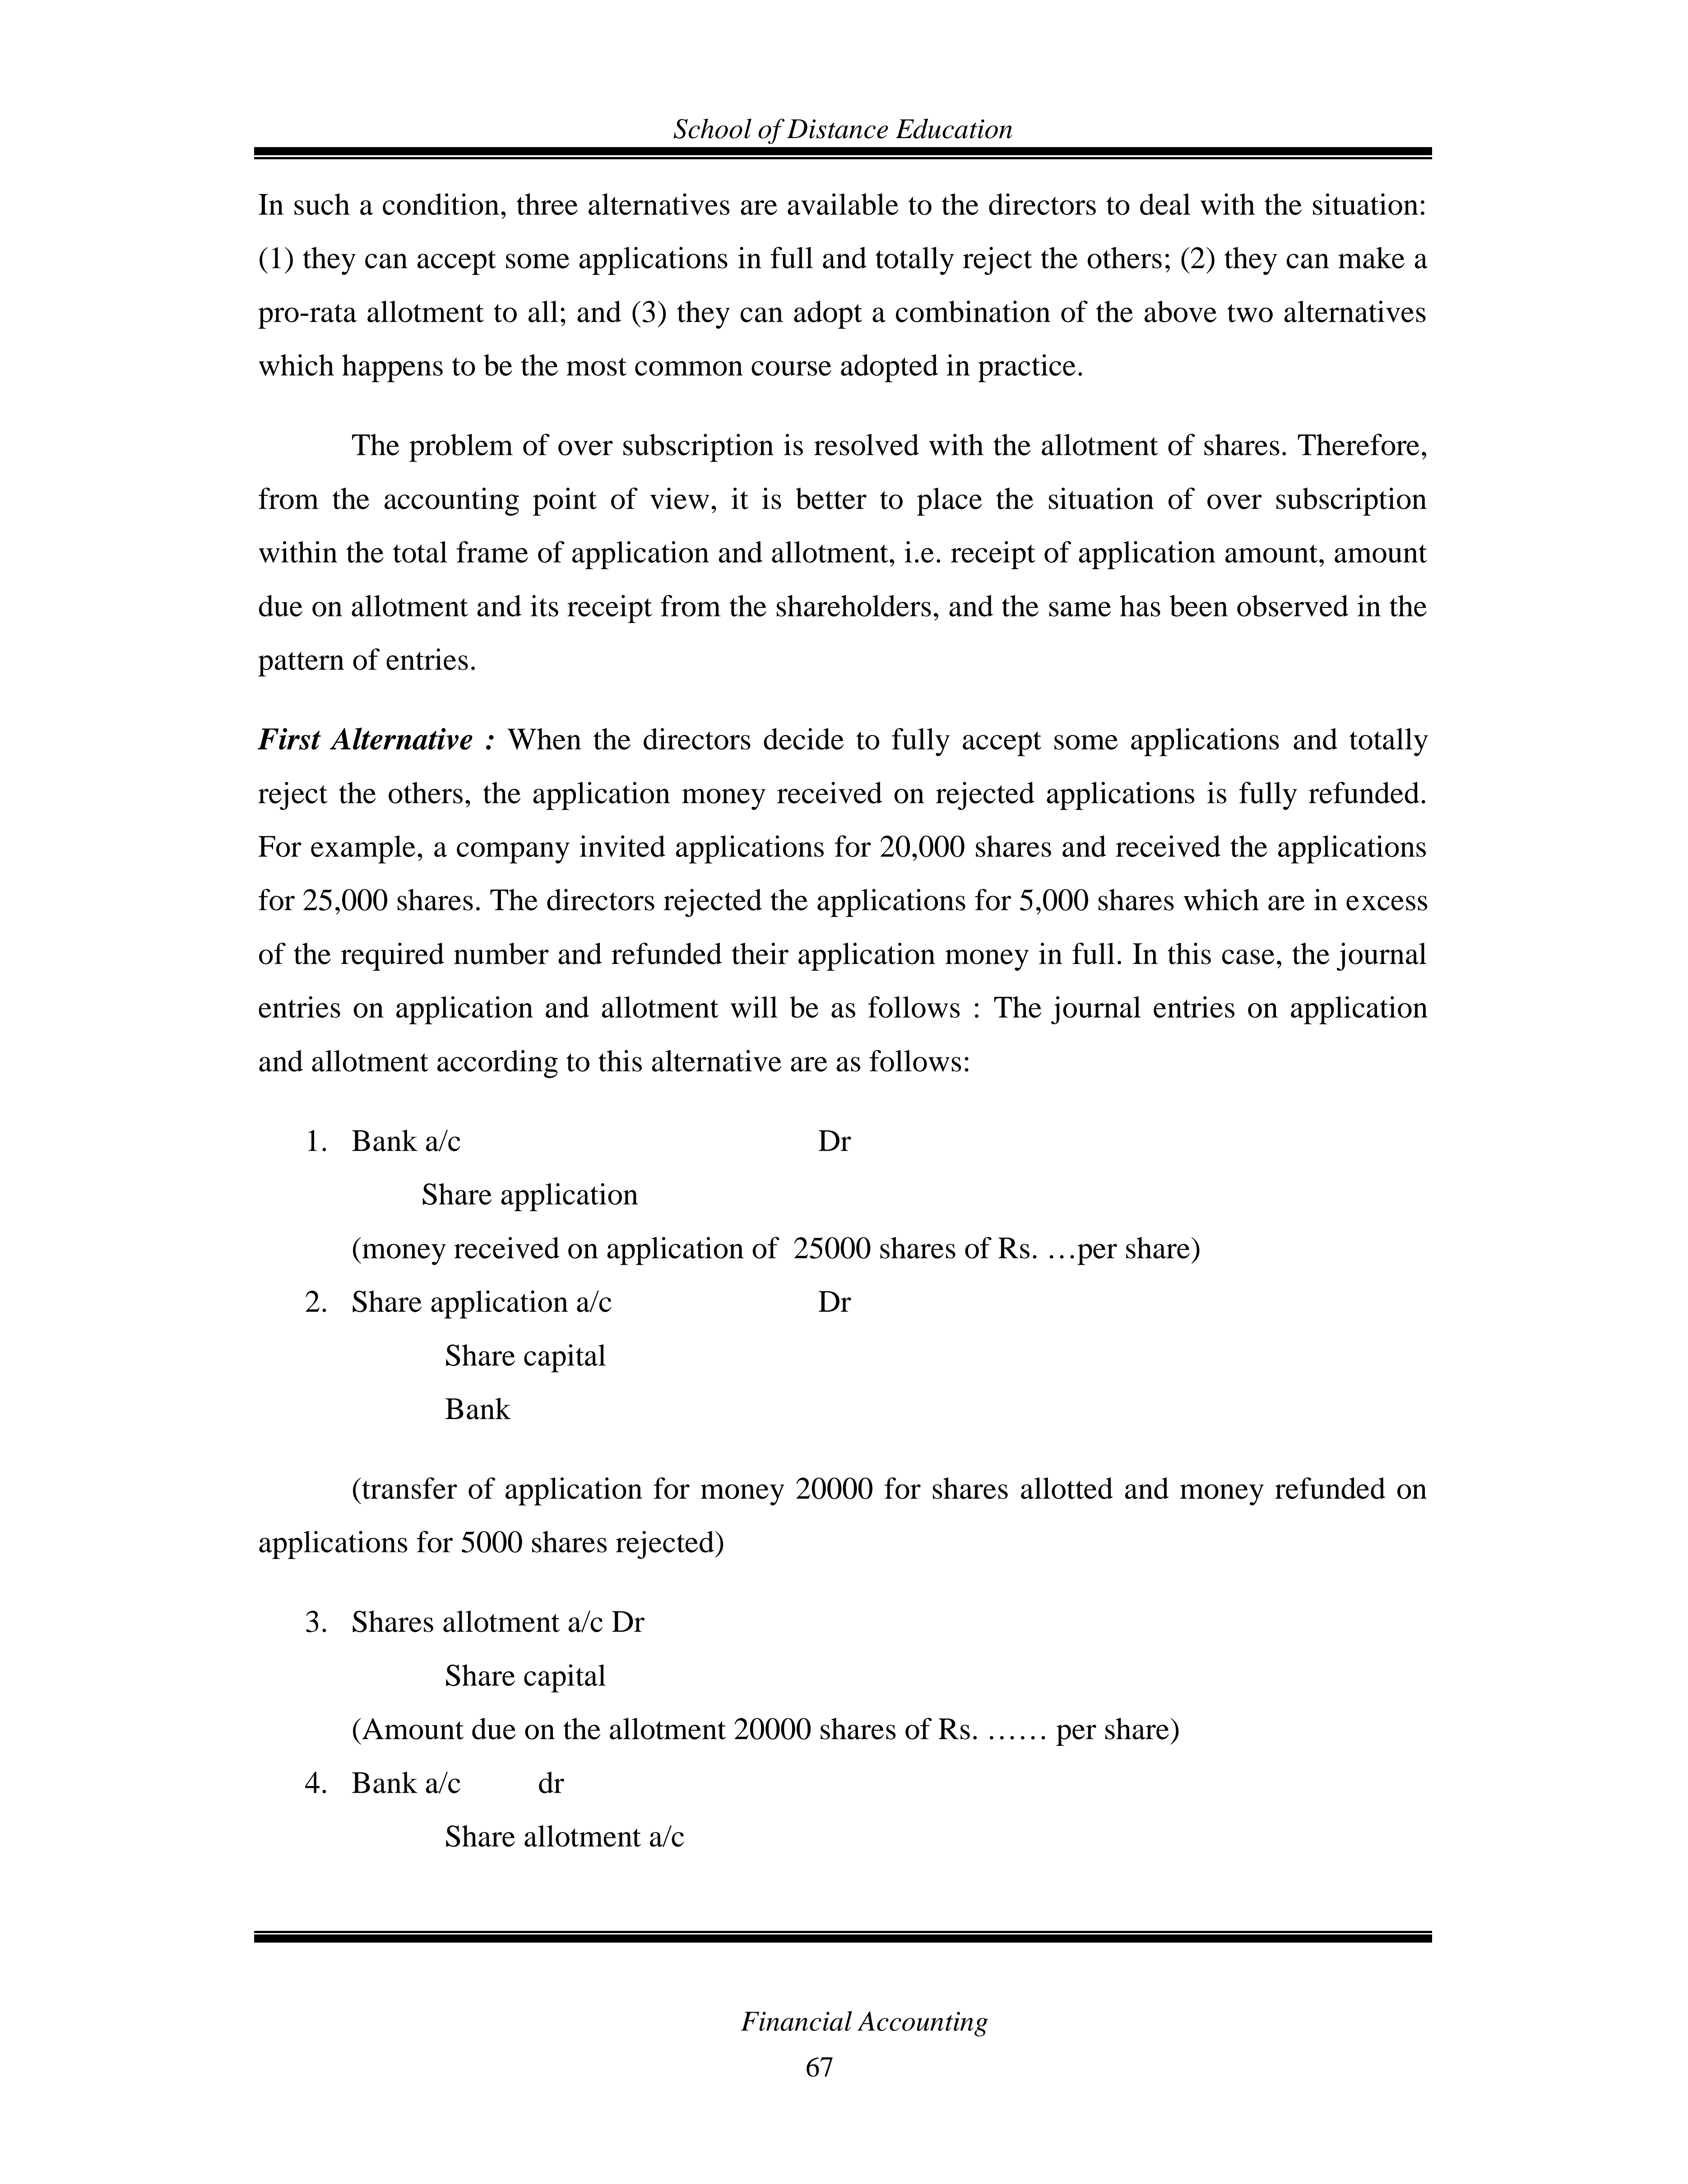 School of Distance Education
In such a condition, three alternatives are available to the directors to deal with the situation:
(1) they can accept some applications in full and totally reject the others; (2) they can make a
pro-rata allotment to all; and (3) they can adopt a combination of the above two alternatives
which happens to be the most common course adopted in practice.
The problem of over subscription is resolved with the allotment of shares. Therefore,
from the accounting point of view, it is better to place the situation of over subscription
within the total frame of application and allotment, i.e. receipt of application amount, amount
due on allotment and its receipt from the shareholders, and the same has been observed in the
pattern of entries.
First Alternative : When the directors decide to fully accept some applications and totally
reject the others, the application money received on rejected applications is fully refunded.
For example, a company invited applications for 20,000 shares and received the applications
for 25,000 shares. The directors rejected the applications for 5,000 shares which are in excess
of the required number and refunded their application money in full. In this case, the journal
entries on application and allotment will be as follows : The journal entries on application
and allotment according to this alternative are as follows:
1. Bank a/c Dr
Share application
(money received on application of 25000 shares of Rs. …per share)
2. Share application a/c Dr
Share capital
Bank
(transfer of application for money 20000 for shares allotted and money refunded on
applications for 5000 shares rejected)
3. Shares allotment a/c Dr
Share capital
(Amount due on the allotment 20000 shares of Rs. …… per share)
4. Bank a/c dr
Share allotment a/c
Financial Accounting
67